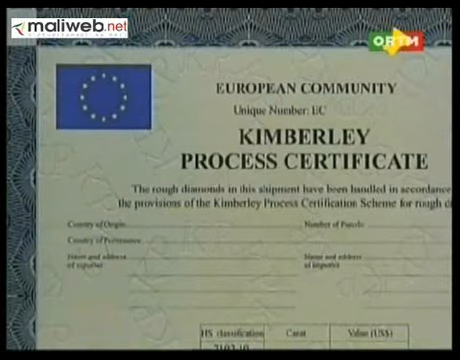 maliweb.net
ORTM
EUROPEAN COMMUNITY
Unique Number: EC
KIMBERLEY
PROCESS CERTIFICATE
The rough diamonds in this shipment have been handled in accordance
the provisions of the Kimberley Process Certification Scheme for rough d
Country of Origin: Number of Parcels:
Country of Provenance:
Name and address of exporter
Name and address of importer
HS classification Carat Value (US$)
7102.10